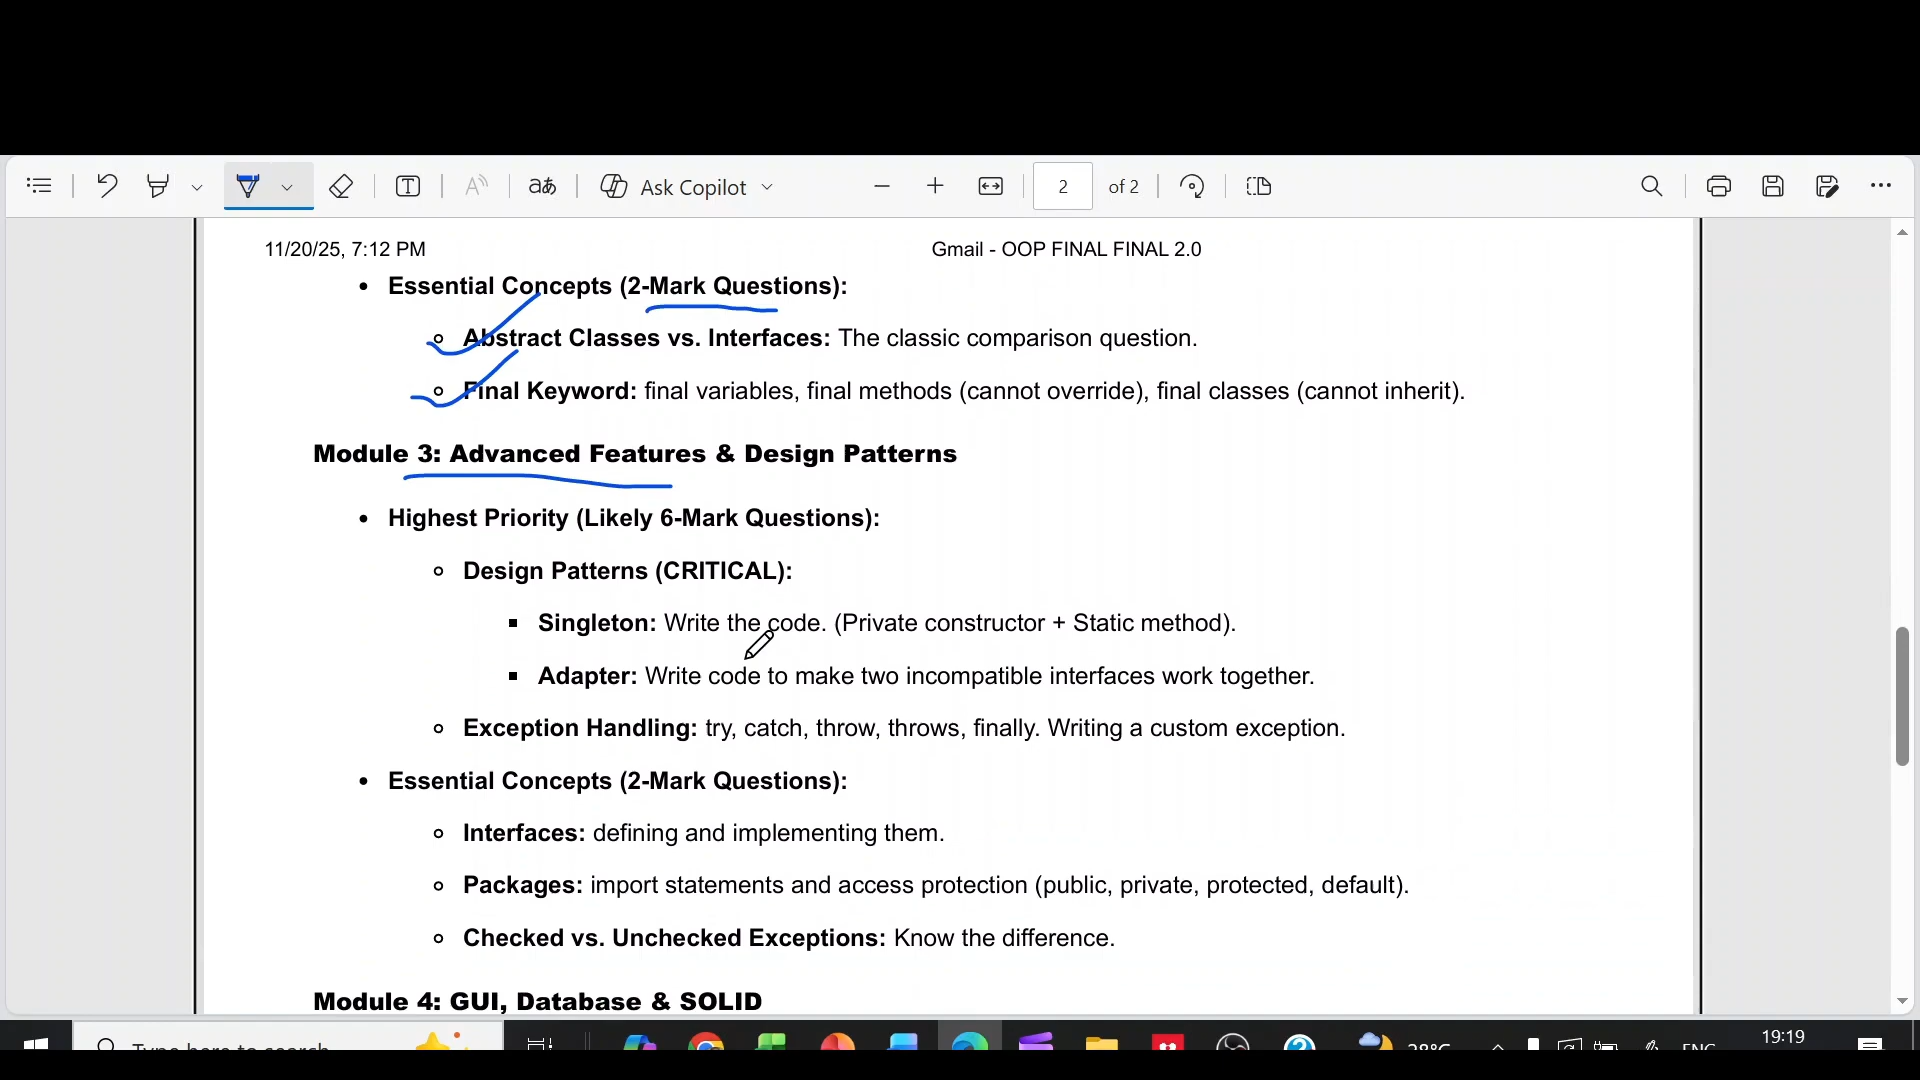 Ask Copilot
2
of 2
11/20/25, 7:12 PM
Gmail - OOP FINAL FINAL 2.0
Essential Concepts (2-Mark Questions):
Abstract Classes vs. Interfaces: The classic comparison question.
Final Keyword: final variables, final methods (cannot override), final classes (cannot inherit).
Module 3: Advanced Features & Design Patterns
Highest Priority (Likely 6-Mark Questions):
Design Patterns (CRITICAL):
Singleton: Write the code. (Private constructor + Static method).
Adapter: Write code to make two incompatible interfaces work together.
Exception Handling: try, catch, throw, throws, finally. Writing a custom exception.
Essential Concepts (2-Mark Questions):
Interfaces: defining and implementing them.
Packages: import statements and access protection (public, private, protected, default).
Checked vs. Unchecked Exceptions: Know the difference.
Module 4: GUI, Database & SOLID
Type here to search
28°C
ENG
19:19